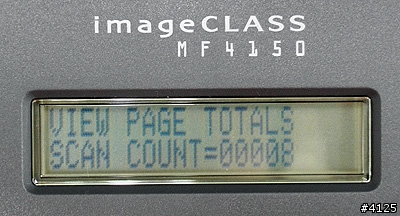 imageCLASS
MF4150
VIEW PAGE TOTALS
SCAN COUNT=00008
#4125